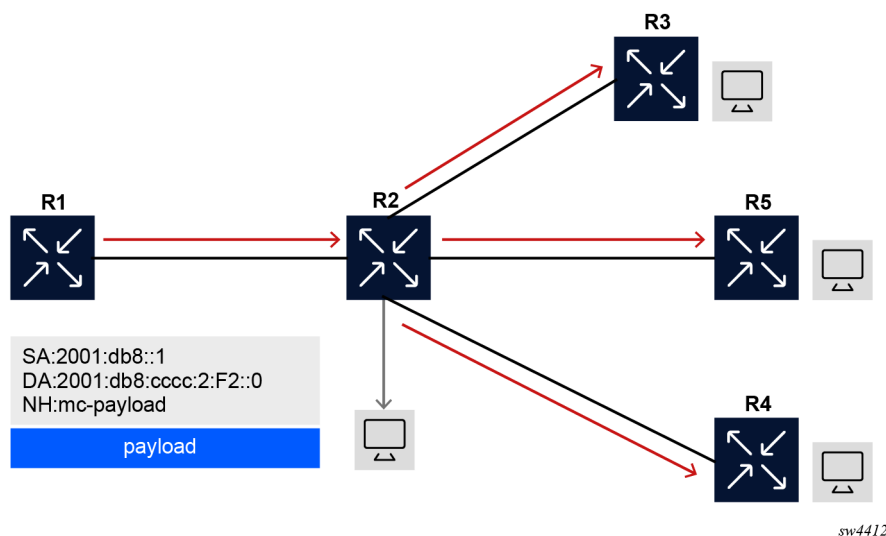 R3
R1
R2
R5
SA:2001:db8::1
DA:2001:db8:cccc:2:F2::0
NH:mc-payload
payload
R4
sw4412